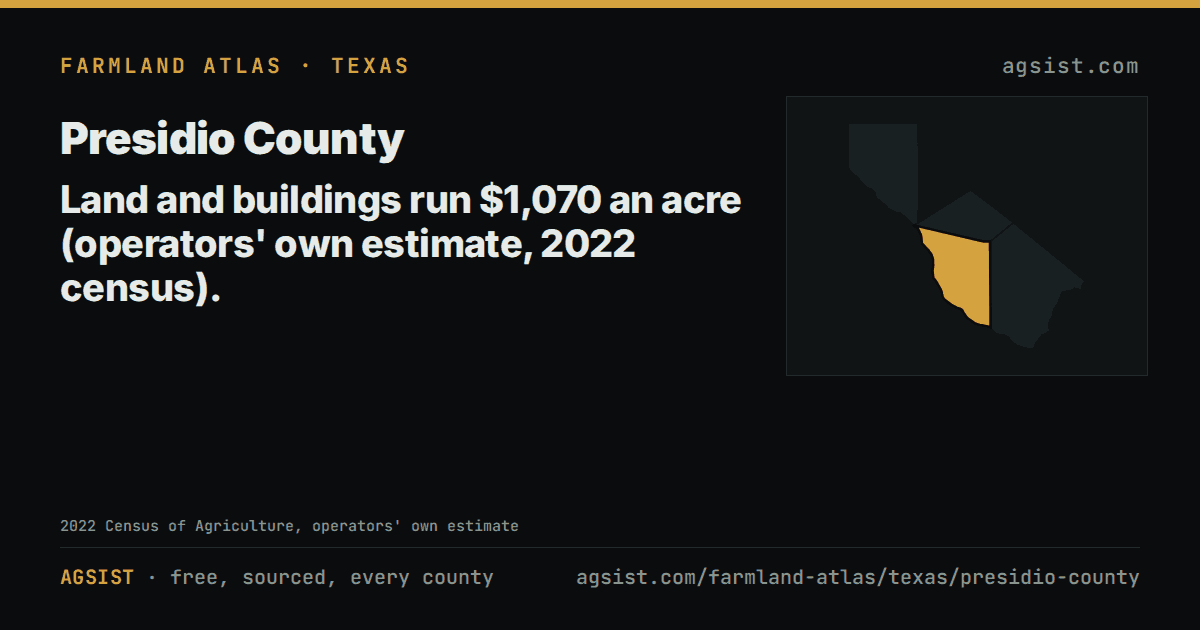 FARMLAND ATLAS · TEXAS
agsist.com
Presidio County
Land and buildings run $1,070 an acre
(operators' own estimate, 2022
census).
2022 Census of Agriculture, operators' own estimate
AGSIST · free, sourced, every county
agsist.com/farmland-atlas/texas/presidio-county